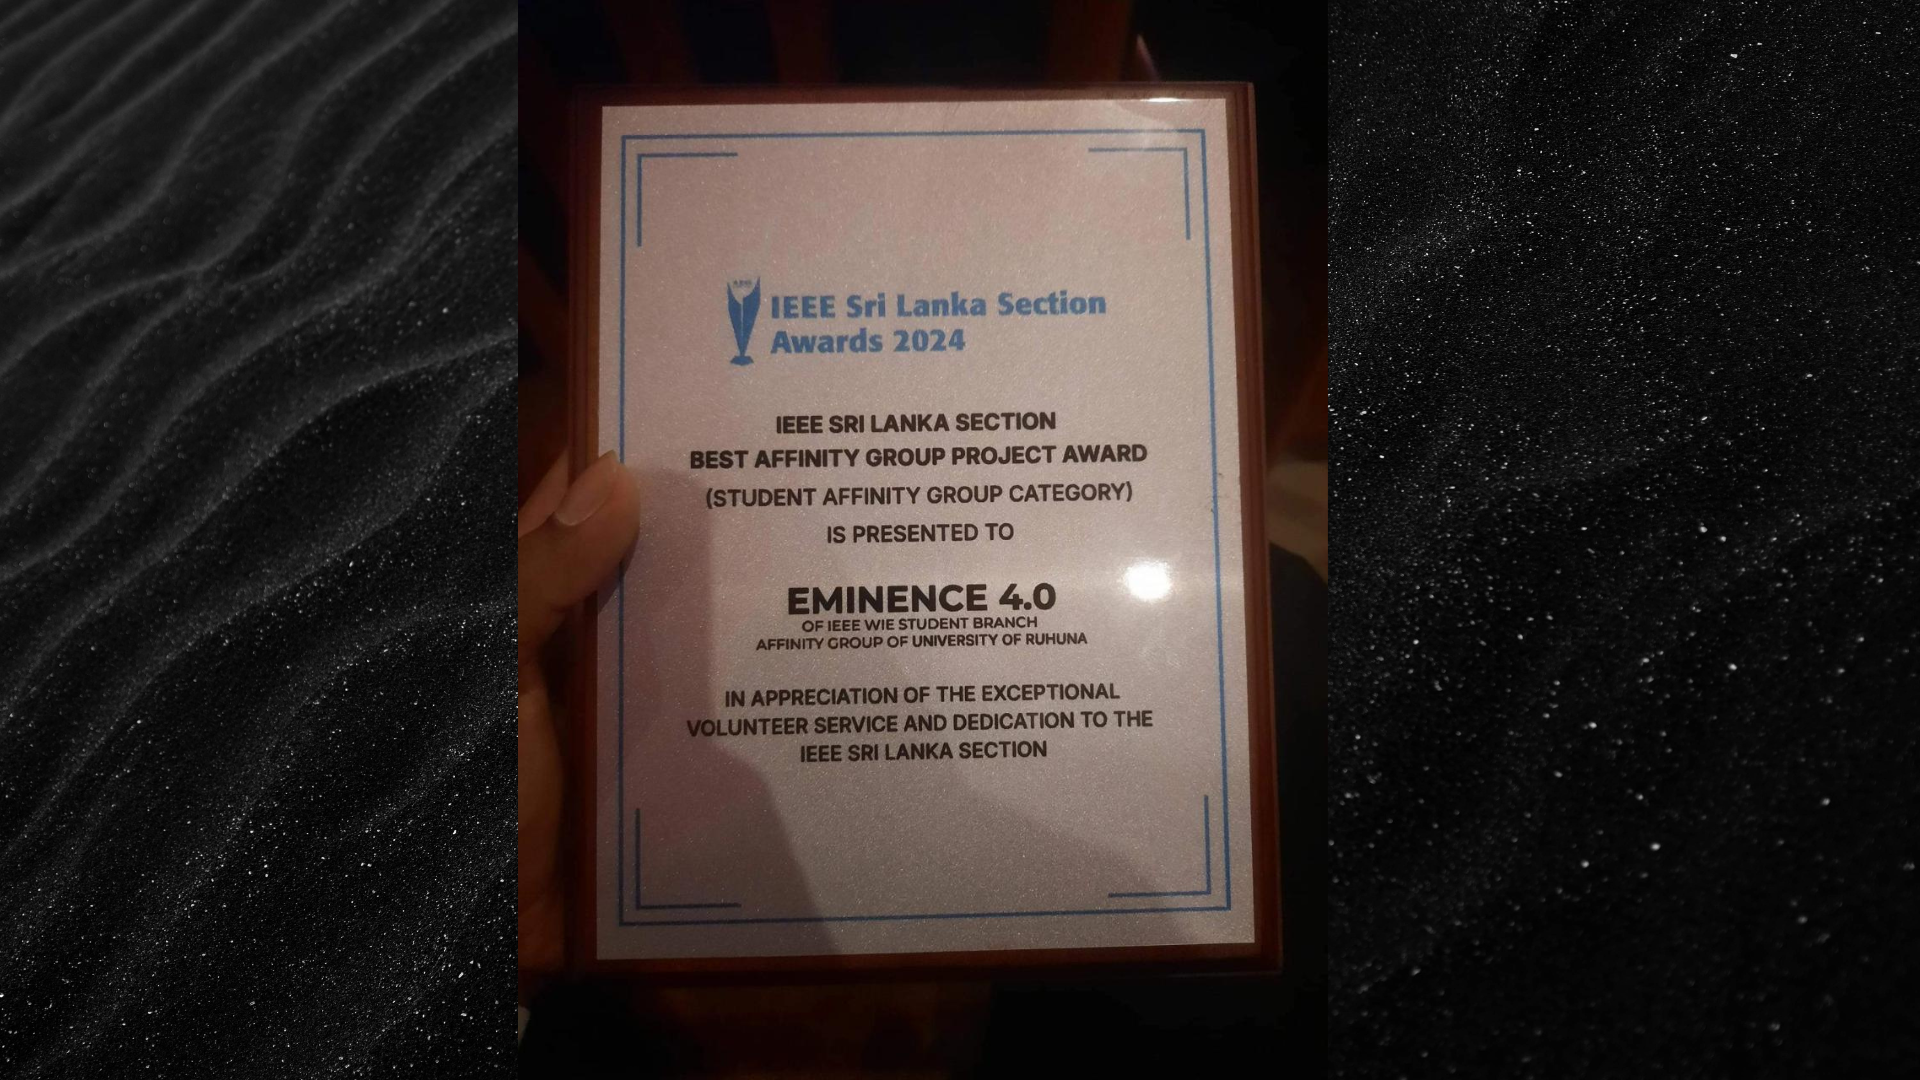 IEEE Sri Lanka Section
Awards 2024
IEEE SRI LANKA SECTION
BEST AFFINITY GROUP PROJECT AWARD
(STUDENT AFFINITY GROUP CATEGORY)
IS PRESENTED TO
EMINENCE 4.0
OF IEEE WIE STUDENT BRANCH
AFFINITY GROUP OF UNIVERSITY OF RUHUNA
IN APPRECIATION OF THE EXCEPTIONAL
VOLUNTEER SERVICE AND DEDICATION TO THE
IEEE SRI LANKA SECTION